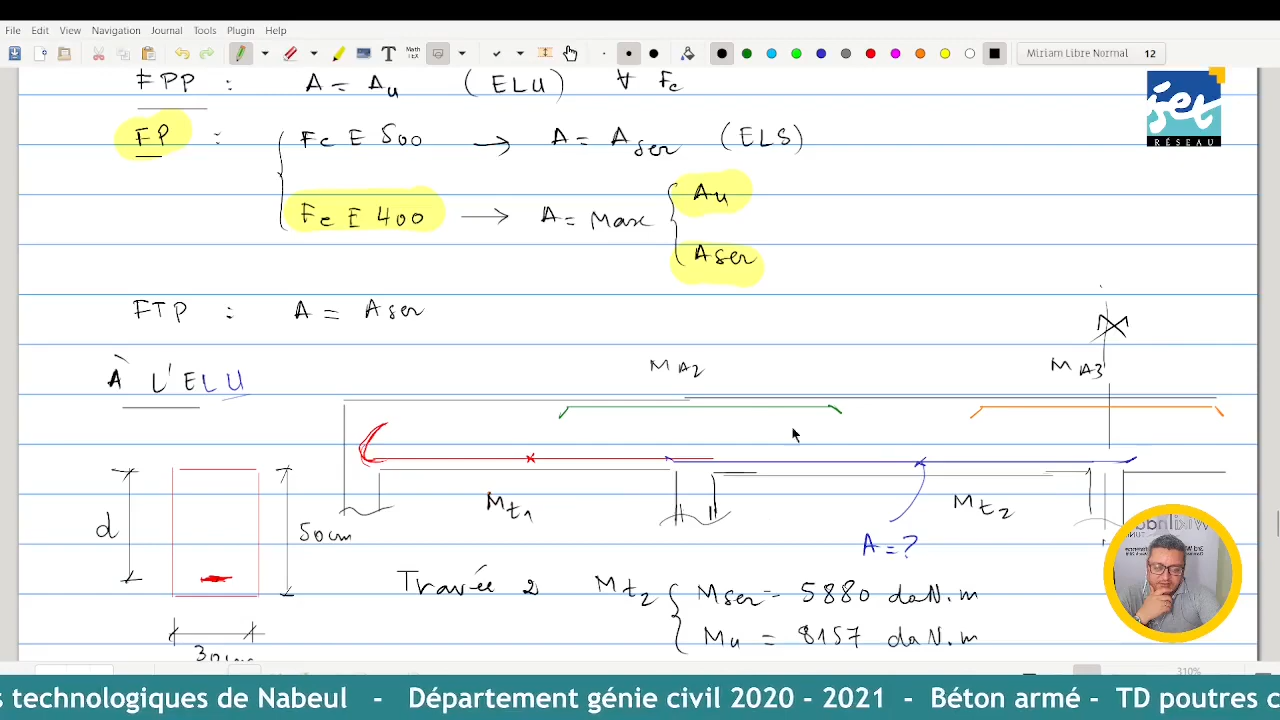 File Edit View Navigation Journal Tools Plugin Help
Miriam Libre Normal 12
iset
RÉSEAU
FPP : A = Au (ELU) ∀ Fe
FP : Fe E 500 → A = Aser (ELS)
Fe E 400 → A = Max { Au
Aser
FTP : A = Aser
À L'ELU
MA2
MA3
Mt1
Mt2
d
50cm
A = ?
Travée 2 Mt2 { Mser = 5880 daN.m
Mu = 8157 daN.m
310%
s technologiques de Nabeul - Département génie civil 2020 - 2021 - Béton armé - TD poutres c